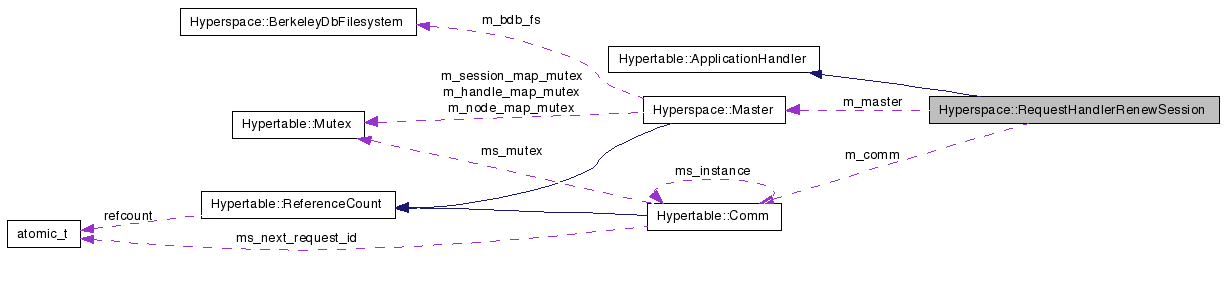 Hyperspace::BerkeleyDbFilesystem
m_bdb_fs
Hypertable::ApplicationHandler
m_session_map_mutex
m_handle_map_mutex
m_node_map_mutex
Hyperspace::Master
m_master
Hyperspace::RequestHandlerRenewSession
Hypertable::Mutex
ms_mutex
m_comm
ms_instance
Hypertable::ReferenceCount
Hypertable::Comm
refcount
atomic_t
ms_next_request_id